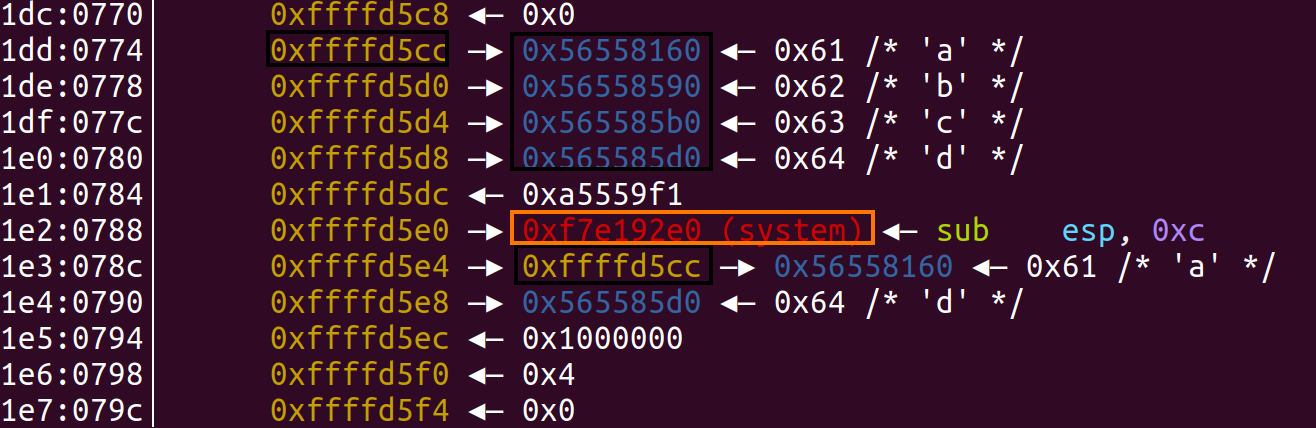 1dc:0770 0xffffd5c8 ◂— 0x0
1dd:0774 0xffffd5cc —▸ 0x56558160 ◂— 0x61 /* 'a' */
1de:0778 0xffffd5d0 —▸ 0x56558590 ◂— 0x62 /* 'b' */
1df:077c 0xffffd5d4 —▸ 0x565585b0 ◂— 0x63 /* 'c' */
1e0:0780 0xffffd5d8 —▸ 0x565585d0 ◂— 0x64 /* 'd' */
1e1:0784 0xffffd5dc ◂— 0xa5559f1
1e2:0788 0xffffd5e0 —▸ 0xf7e192e0 (system) ◂— sub esp, 0xc
1e3:078c 0xffffd5e4 —▸ 0xffffd5cc —▸ 0x56558160 ◂— 0x61 /* 'a' */
1e4:0790 0xffffd5e8 —▸ 0x565585d0 ◂— 0x64 /* 'd' */
1e5:0794 0xffffd5ec ◂— 0x1000000
1e6:0798 0xffffd5f0 ◂— 0x4
1e7:079c 0xffffd5f4 ◂— 0x0